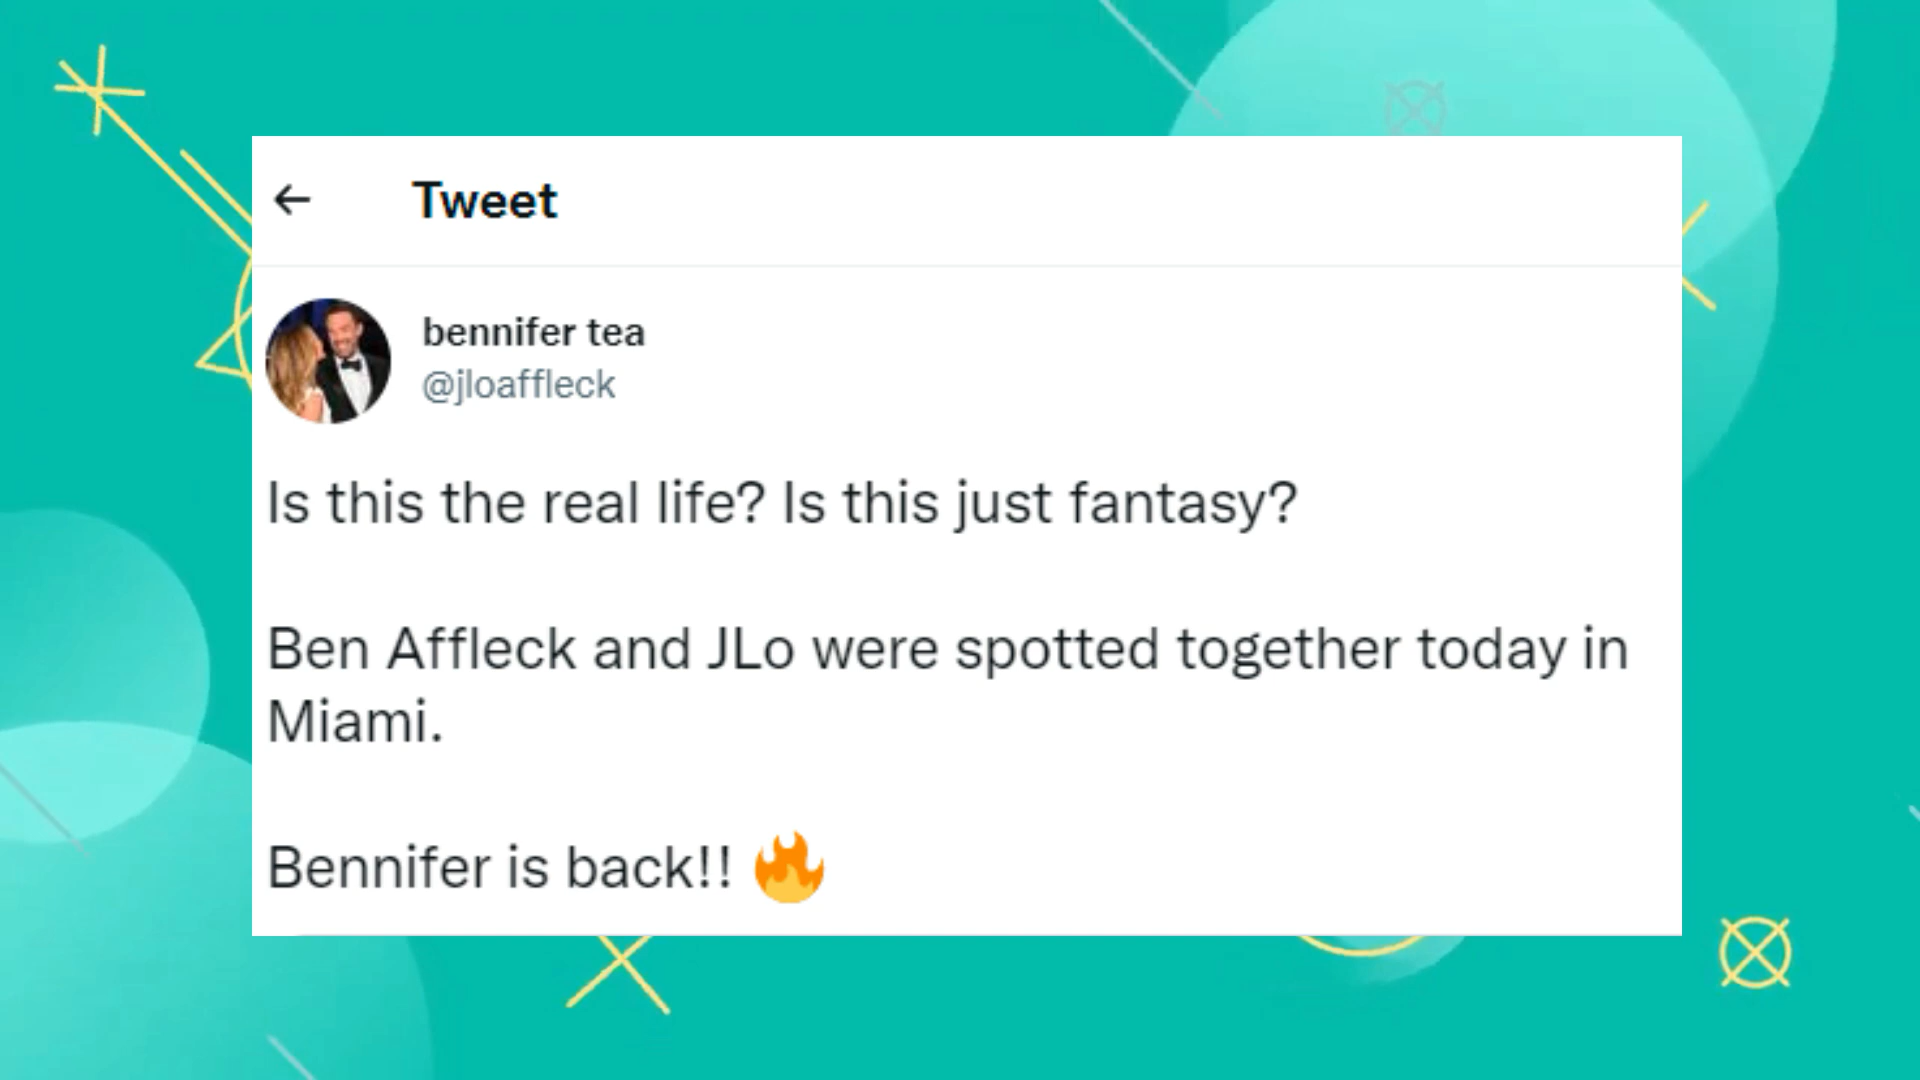 Tweet
bennifer tea
@jloaffleck
Is this the real life? Is this just fantasy?
Ben Affleck and JLo were spotted together today in
Miami.
Bennifer is back!! 🔥